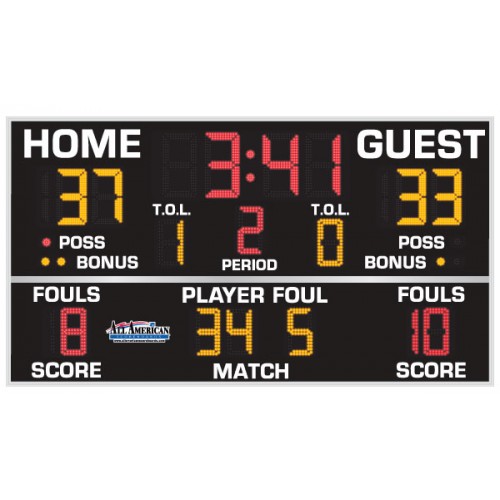 HOME 3:41 GUEST
37 33
T.O.L. T.O.L.
1 2 0
POSS POSS
BONUS PERIOD BONUS
FOULS PLAYER FOUL FOULS
8 ALL AMERICAN 34 5 10
SCORE MATCH SCORE